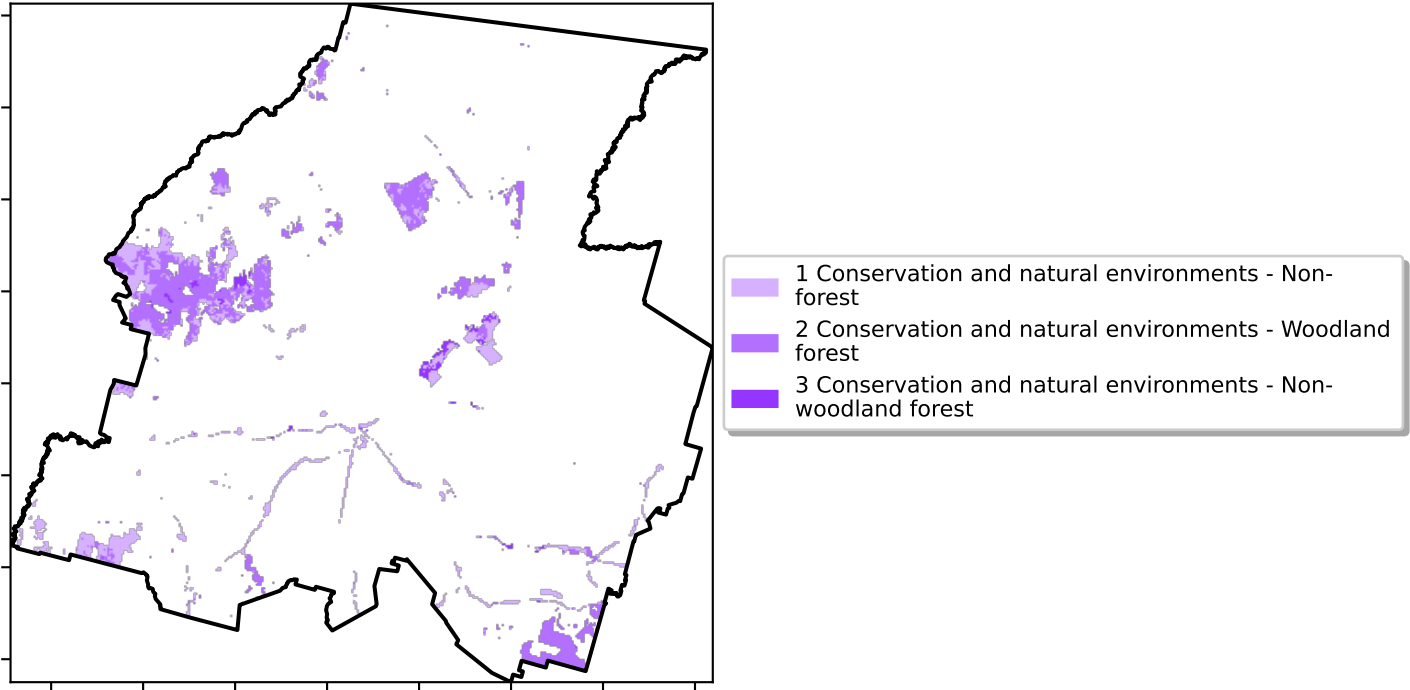 1 Conservation and natural environments - Non-
forest
2 Conservation and natural environments - Woodland
forest
3 Conservation and natural environments - Non-
woodland forest